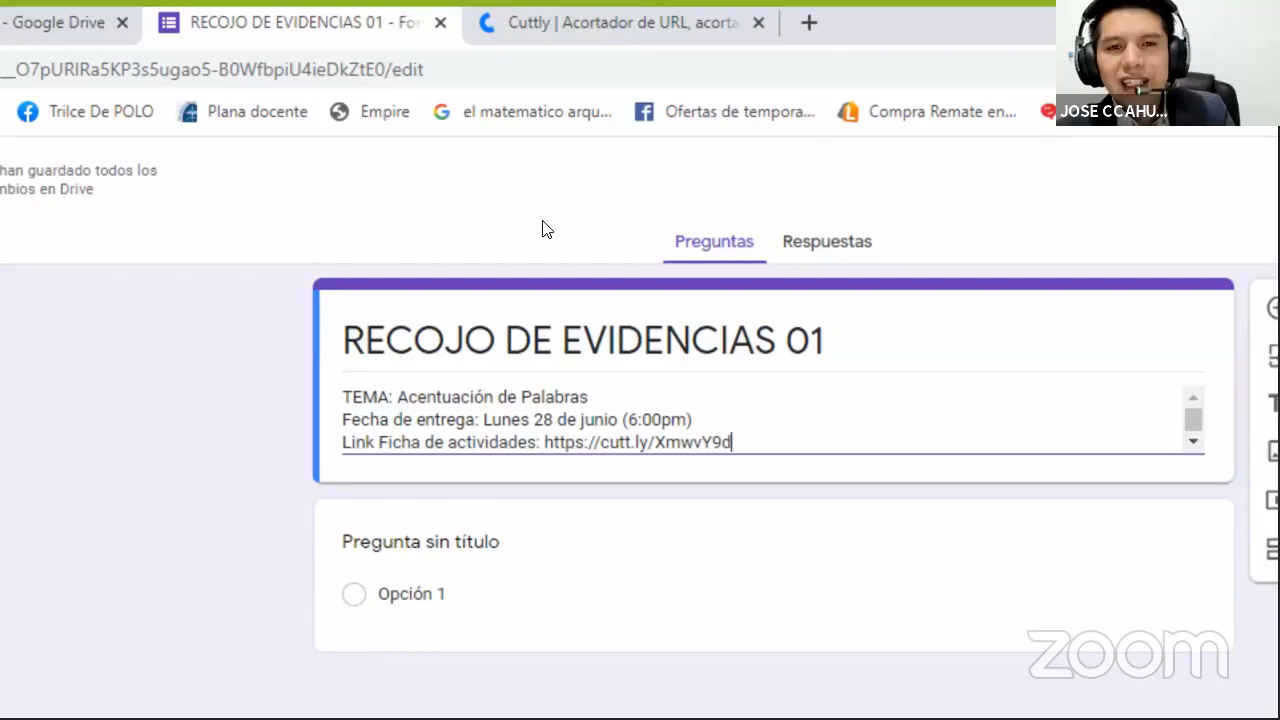 - Google Drive
RECOJO DE EVIDENCIAS 01 - For
Cuttly | Acortador de URL, acorta
__O7pURlRa5KP3s5ugao5-B0WfbpiU4ieDkZtE0/edit
Trilce De POLO
Plana docente
Empire
el matematico arqu...
Ofertas de tempora...
Compra Remate en...
JOSE CCAHU...
han guardado todos los
mbios en Drive
Preguntas
Respuestas
RECOJO DE EVIDENCIAS 01
TEMA: Acentuación de Palabras
Fecha de entrega: Lunes 28 de junio (6:00pm)
Link Ficha de actividades: https://cutt.ly/XmwvY9d
Pregunta sin título
Opción 1
zoom